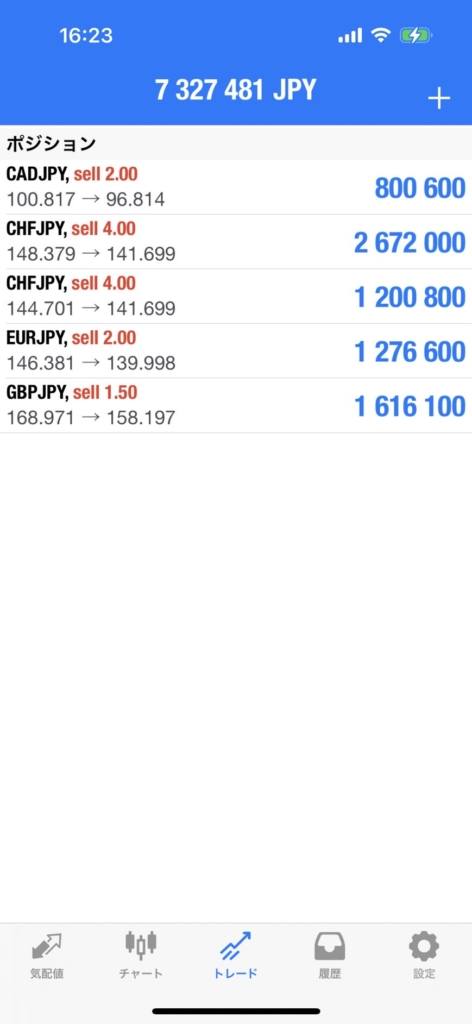 16:23
7 327 481 JPY
ポジション
CADJPY, sell 2.00
100.817 → 96.814
800 600
CHFJPY, sell 4.00
148.379 → 141.699
2 672 000
CHFJPY, sell 4.00
144.701 → 141.699
1 200 800
EURJPY, sell 2.00
146.381 → 139.998
1 276 600
GBPJPY, sell 1.50
168.971 → 158.197
1 616 100
気配値
チャート
トレード
履歴
設定